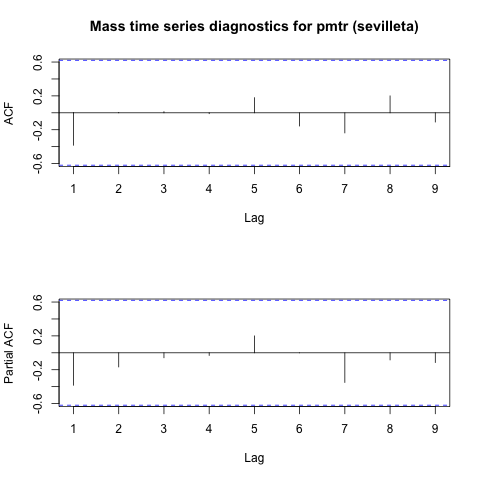 Mass time series diagnostics for pmtr (sevilleta)
ACF
0.6
0.2
-0.2
-0.6
1 2 3 4 5 6 7 8 9
Lag
Partial ACF
0.6
0.2
-0.2
-0.6
1 2 3 4 5 6 7 8 9
Lag